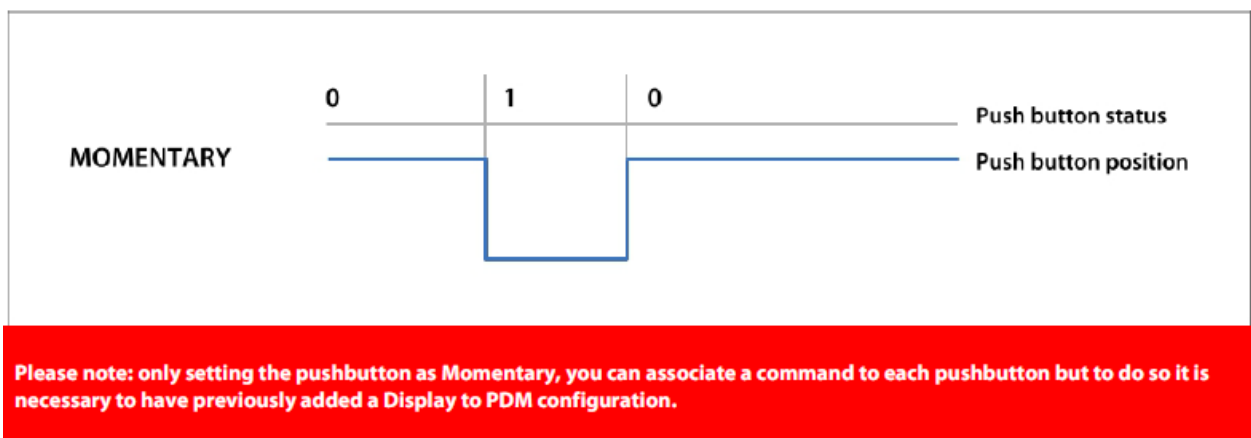 0 1 0
Push button status
MOMENTARY
Push button position
Please note: only setting the pushbutton as Momentary, you can associate a command to each pushbutton but to do so it is
necessary to have previously added a Display to PDM configuration.